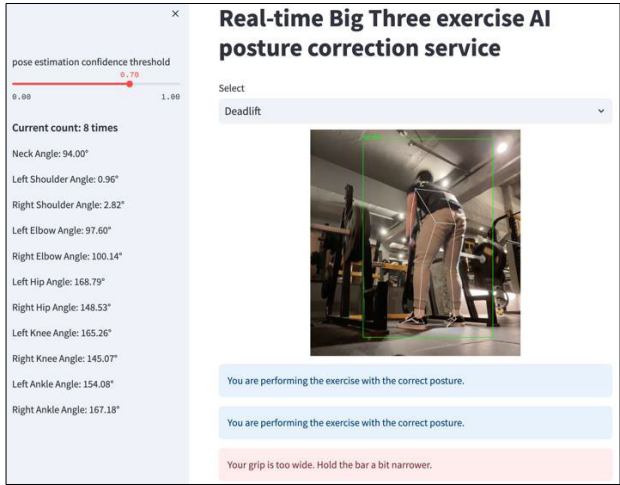 ×
pose estimation confidence threshold
0.70
0.00 1.00
Current count: 8 times
Neck Angle: 94.00°
Left Shoulder Angle: 0.96°
Right Shoulder Angle: 2.82°
Left Elbow Angle: 97.60°
Right Elbow Angle: 100.14°
Left Hip Angle: 168.79°
Right Hip Angle: 148.53°
Left Knee Angle: 165.26°
Right Knee Angle: 145.07°
Left Ankle Angle: 154.08°
Right Ankle Angle: 167.18°
Real-time Big Three exercise AI
posture correction service
Select
Deadlift
You are performing the exercise with the correct posture.
You are performing the exercise with the correct posture.
Your grip is too wide. Hold the bar a bit narrower.